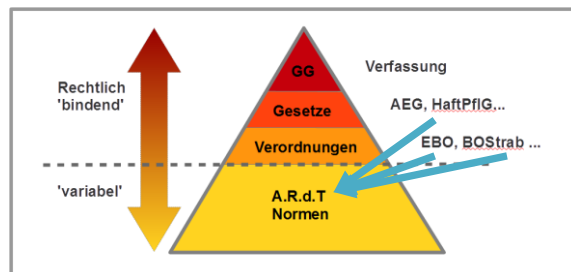 GG
Verfassung
Rechtlich
'bindend'
Gesetze
AEG, HaftPflG,..
Verordnungen
EBO, BOStrab ...
'variabel'
A.R.d.T
Normen